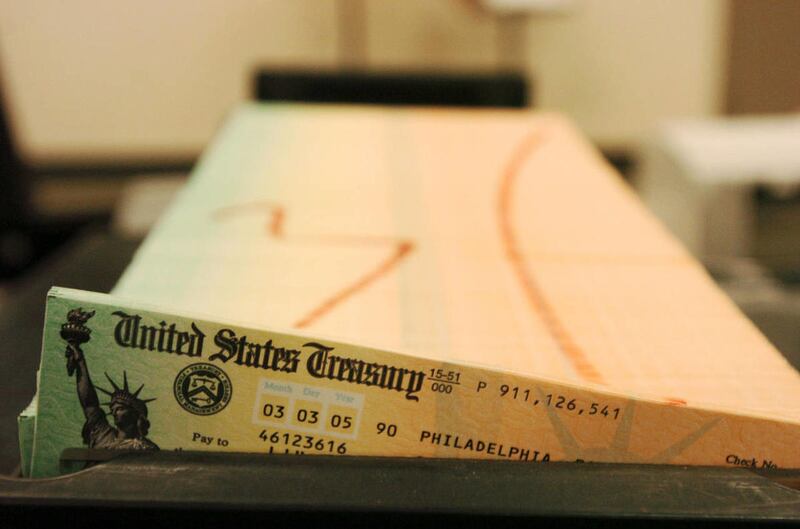 United States Treasury 15-51 000 P 911,126,541
Month Day Year
03 03 05 90 PHILADELPHIA,
Pay to 46123616
Check No.